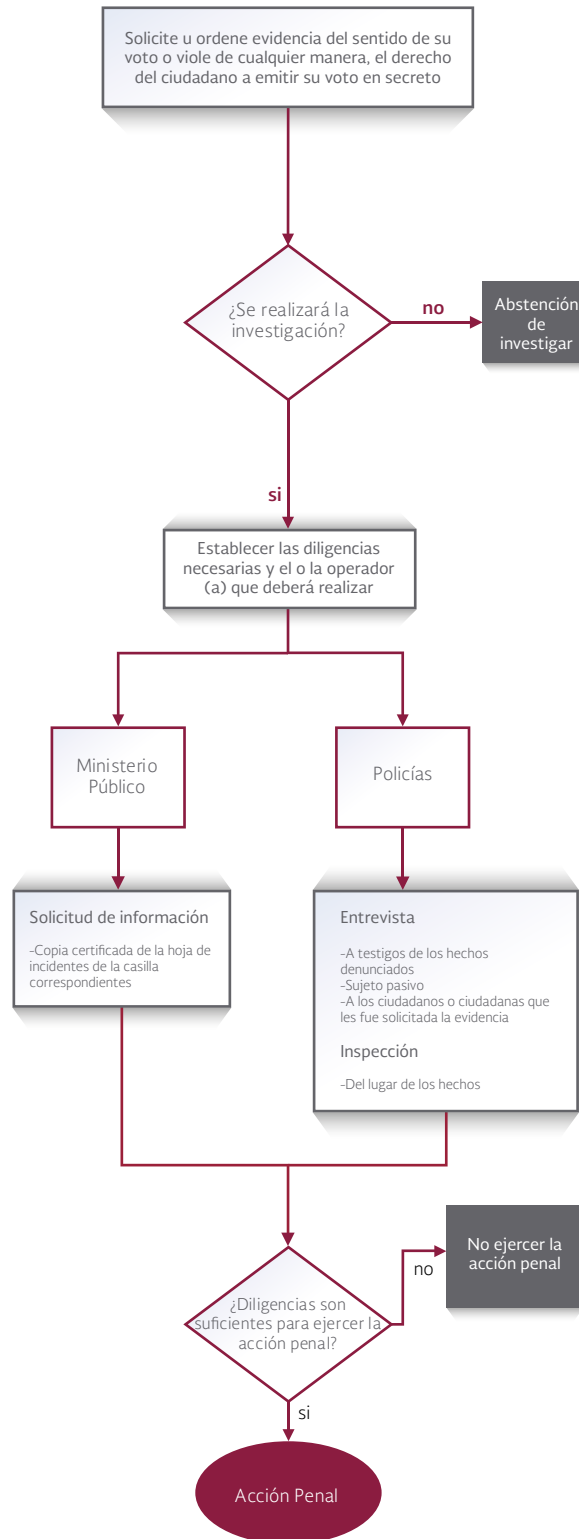 Solicite u ordene evidencia del sentido de su
voto o viole de cualquier manera, el derecho
del ciudadano a emitir su voto en secreto
¿Se realizará la
investigación?
no
Abstención
de
investigar
si
Establecer las diligencias
necesarias y el o la operador
(a) que deberá realizar
Ministerio
Público
Policías
Solicitud de información
-Copia certificada de la hoja de
incidentes de la casilla
correspondientes
Entrevista
-A testigos de los hechos
denunciados
-Sujeto pasivo
-A los ciudadanos o ciudadanas que
les fue solicitada la evidencia
Inspección
-Del lugar de los hechos
¿Diligencias son
suficientes para ejercer la
acción penal?
no
No ejercer la
acción penal
si
Acción Penal